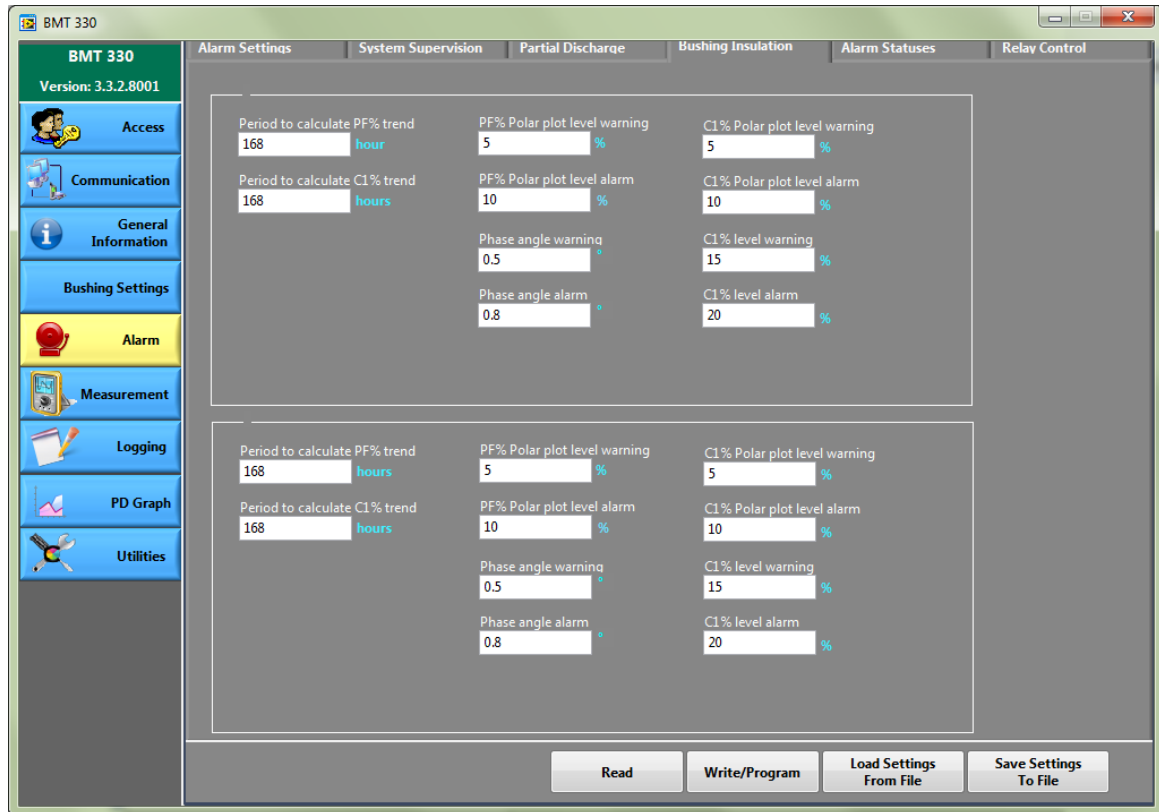 BMT 330
BMT 330
Version: 3.3.2.8001
Access
Communication
General
Information
Bushing Settings
Alarm
Measurement
Logging
PD Graph
Utilities
Alarm Settings System Supervision Partial Discharge Bushing Insulation Alarm Statuses Relay Control
Period to calculate PF% trend
168 hour
Period to calculate C1% trend
168 hours
PF% Polar plot level warning
5 %
PF% Polar plot level alarm
10 %
Phase angle warning
0.5 °
Phase angle alarm
0.8 °
C1% Polar plot level warning
5 %
C1% Polar plot level alarm
10 %
C1% level warning
15 %
C1% level alarm
20 %
Period to calculate PF% trend
168 hours
Period to calculate C1% trend
168 hours
PF% Polar plot level warning
5 %
PF% Polar plot level alarm
10 %
Phase angle warning
0.5 °
Phase angle alarm
0.8 °
C1% Polar plot level warning
5 %
C1% Polar plot level alarm
10 %
C1% level warning
15 %
C1% level alarm
20 %
Read
Write/Program
Load Settings
From File
Save Settings
To File